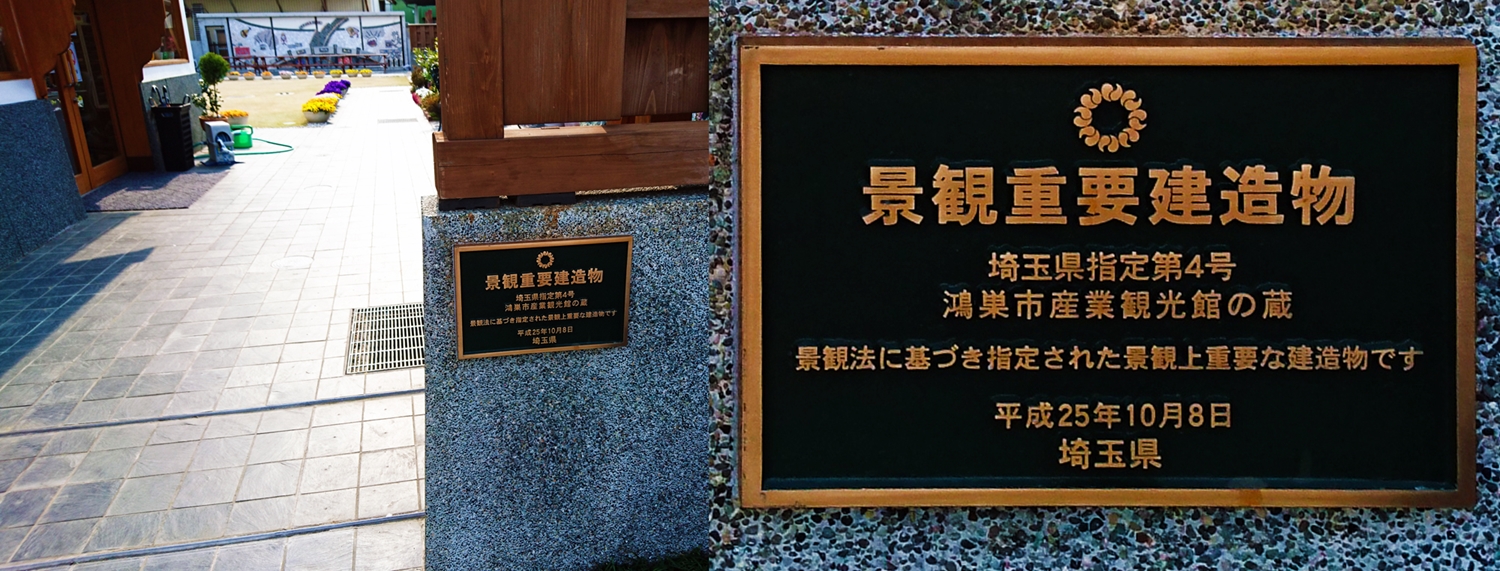 景観重要建造物
埼玉県指定第4号
鴻巣市産業観光館の蔵
景観法に基づき指定された景観上重要な建造物です
平成25年10月8日
埼玉県
景観重要建造物
埼玉県指定第4号
鴻巣市産業観光館の蔵
景観法に基づき指定された景観上重要な建造物です
平成25年10月8日
埼玉県